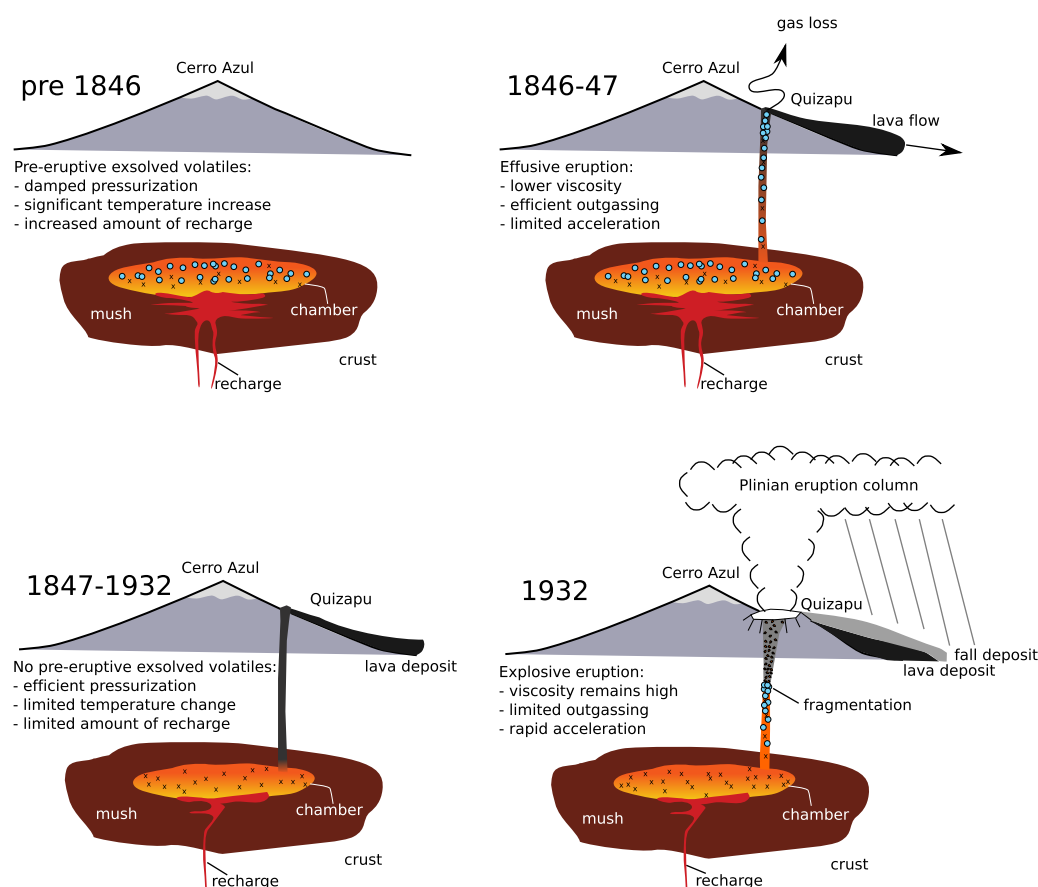 pre 1846
Cerro Azul
Pre-eruptive exsolved volatiles:
- damped pressurization
- significant temperature increase
- increased amount of recharge
mush
chamber
crust
recharge
gas loss
1846-47
Cerro Azul
Quizapu
lava flow
Effusive eruption:
- lower viscosity
- efficient outgassing
- limited acceleration
mush
chamber
crust
recharge
1847-1932
Cerro Azul
Quizapu
lava deposit
No pre-eruptive exsolved volatiles:
- efficient pressurization
- limited temperature change
- limited amount of recharge
mush
chamber
crust
recharge
Plinian eruption column
1932
Cerro Azul
Quizapu
fall deposit
lava deposit
Explosive eruption:
- viscosity remains high
- limited outgassing
- rapid acceleration
fragmentation
mush
chamber
crust
recharge